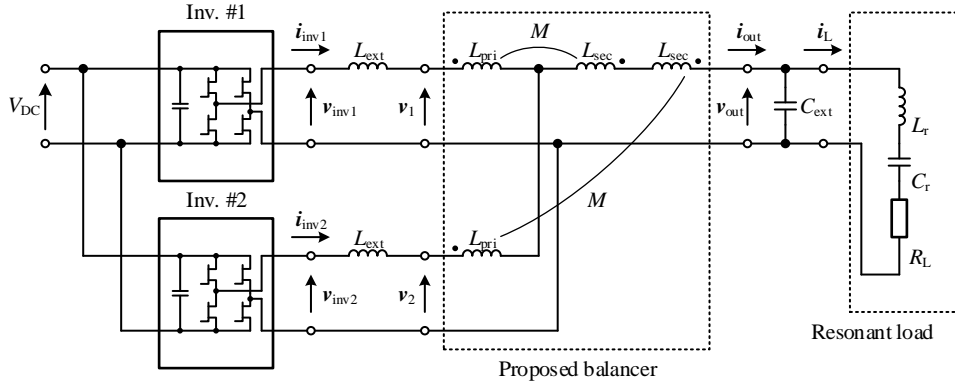 Inv. #1
i_inv1
L_ext
L_pri
M
L_sec
L_sec
i_out
i_L
V_DC
v_inv1
v_1
v_out
C_ext
L_r
C_r
R_L
Inv. #2
i_inv2
L_ext
L_pri
M
v_inv2
v_2
Proposed balancer
Resonant load